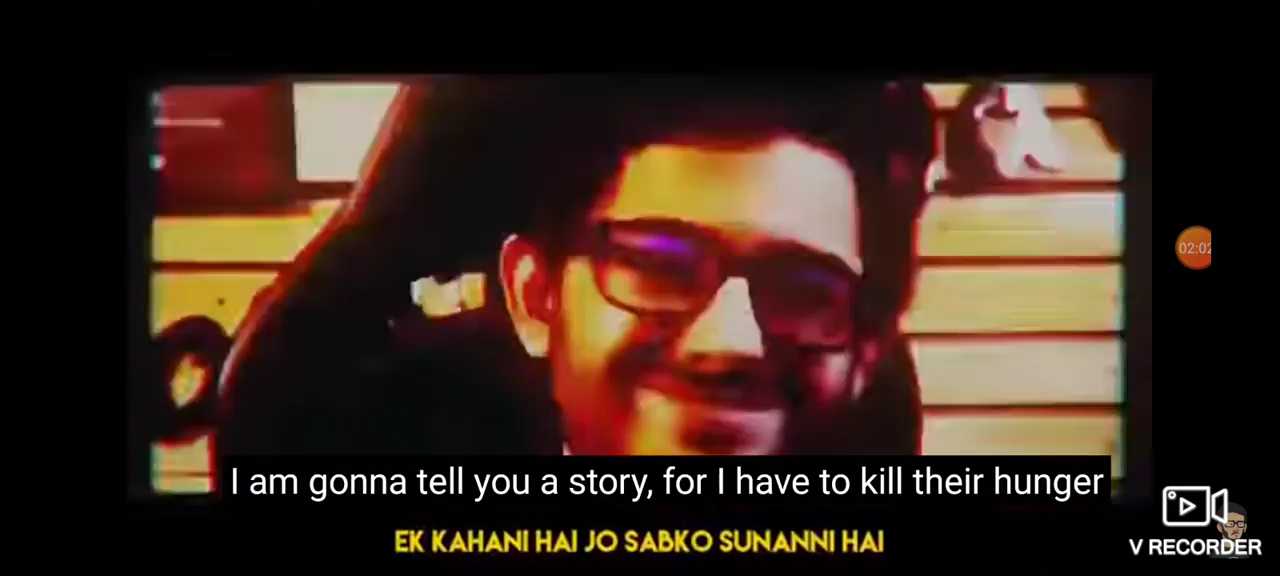 02:02
I am gonna tell you a story, for I have to kill their hunger
EK KAHANI HAI JO SABKO SUNANNI HAI
V RECORDER